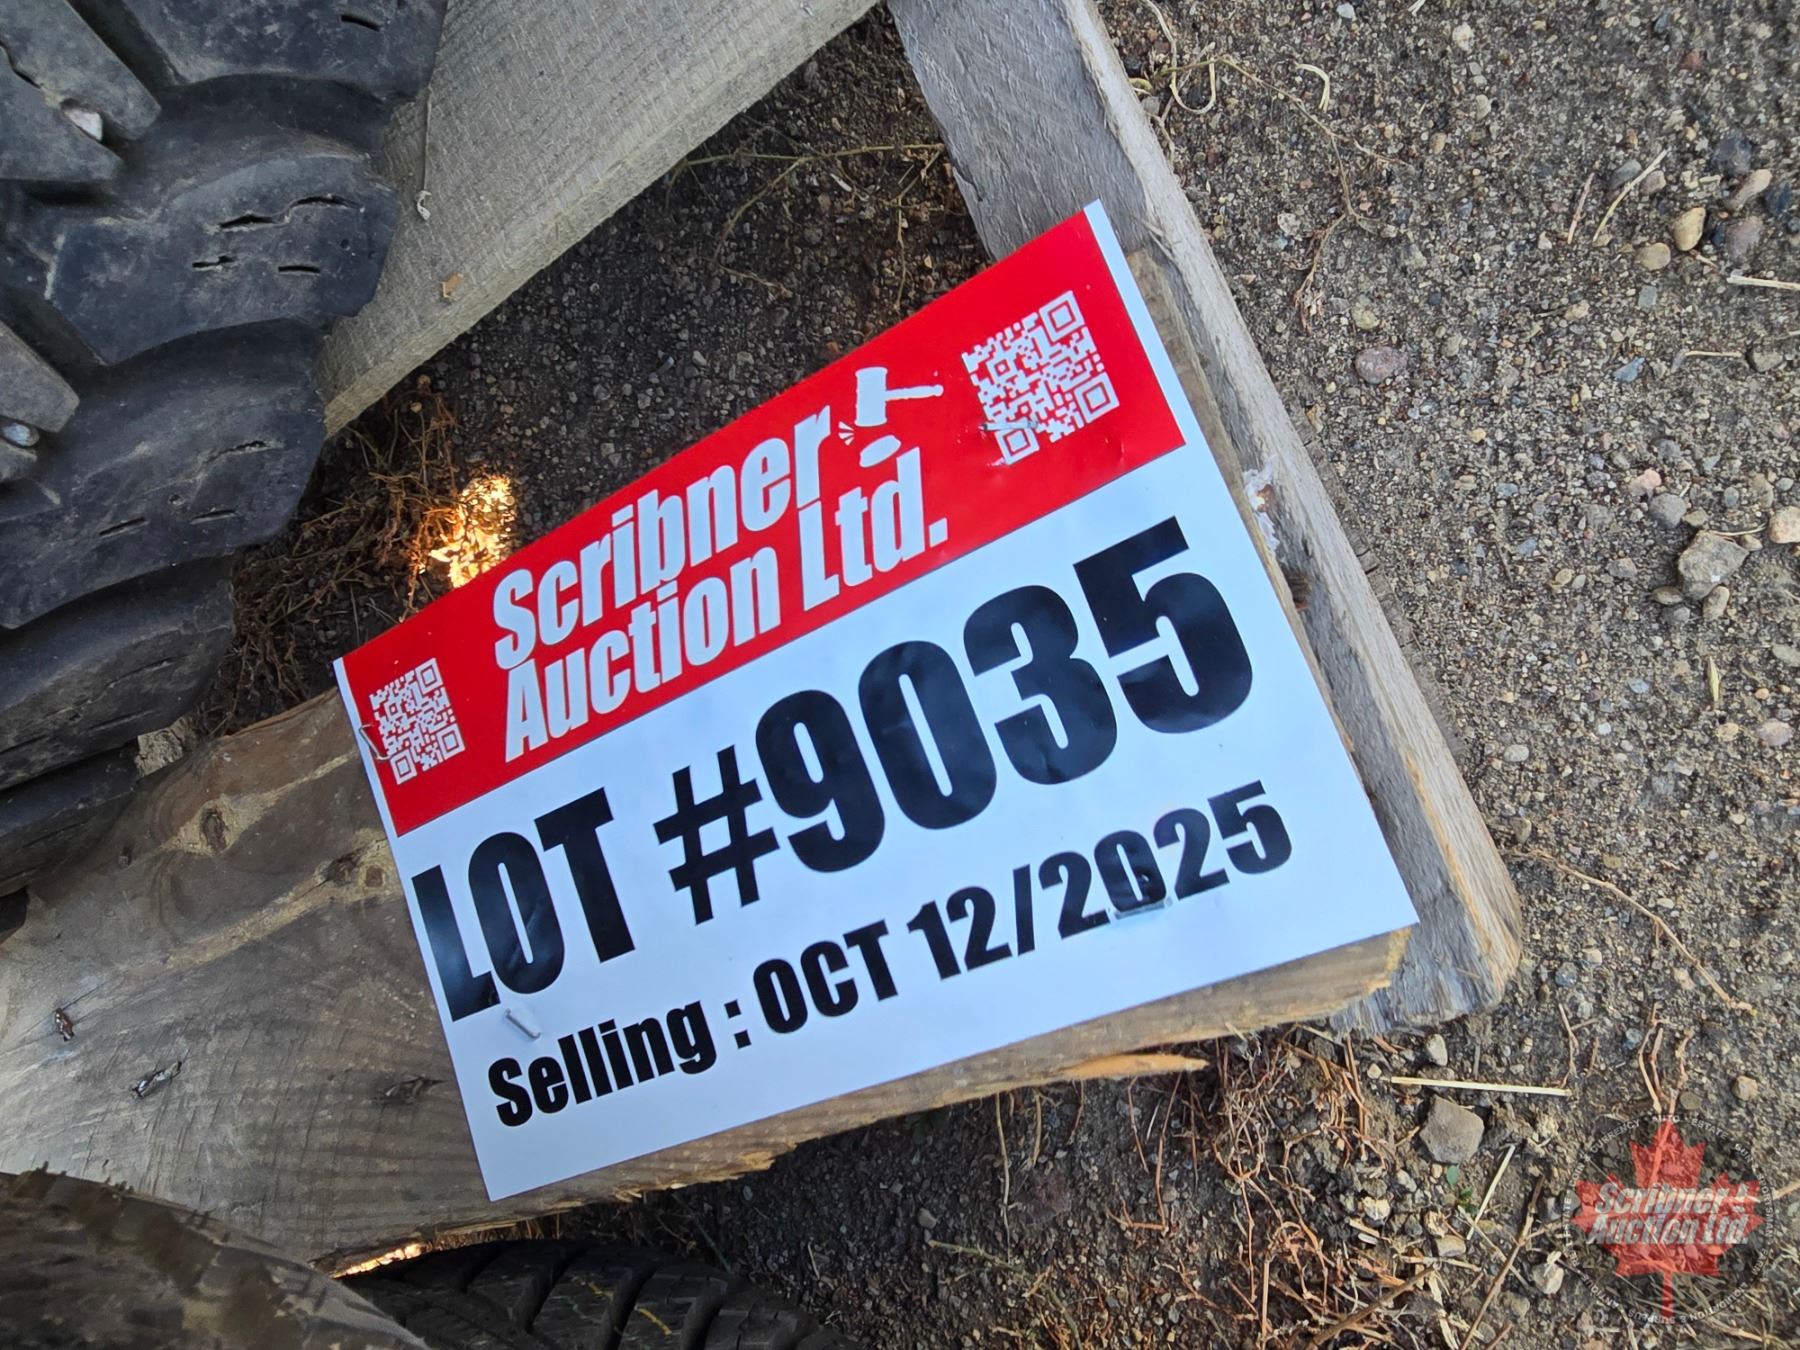 Scribner
Auction Ltd.
LOT #9035
Selling : OCT 12/2025
Scribner
Auction Ltd.